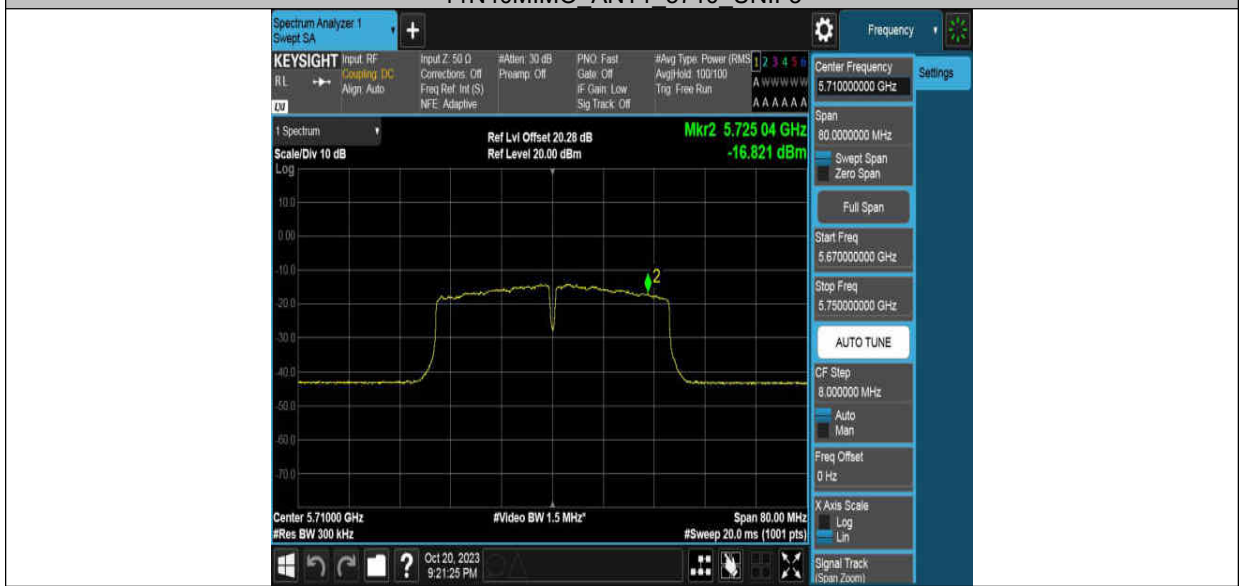 Spectrum Analyzer 1
Swept SA
+
Frequency
KEYSIGHT
RL
Input: RF
Coupling: DC
Align: Auto
Input Z: 50 Ω
Corrections: Off
Freq Ref: Int (S)
NFE: Adaptive
#Atten: 30 dB
Preamp: Off
PNO: Fast
Gate: Off
IF Gain: Low
Sig Track: Off
#Avg Type: Power (RMS
Avg|Hold: 100/100
Trig: Free Run
1 2 3 4 5 6
A W W W W W
A A A A A A
1 Spectrum
Scale/Div 10 dB
Log
Ref Lvl Offset 20.28 dB
Ref Level 20.00 dBm
Mkr2 5.725 04 GHz
-16.821 dBm
10.0
0.00
-10.0
-20.0
-30.0
-40.0
-50.0
-60.0
-70.0
2
Center 5.71000 GHz
#Res BW 300 kHz
#Video BW 1.5 MHz*
Span 80.00 MHz
#Sweep 20.0 ms (1001 pts)
?
Oct 20, 2023
9:21:25 PM
Center Frequency
5.710000000 GHz
Settings
Span
80.0000000 MHz
Swept Span
Zero Span
Full Span
Start Freq
5.670000000 GHz
Stop Freq
5.750000000 GHz
AUTO TUNE
CF Step
8.000000 MHz
Auto
Man
Freq Offset
0 Hz
X Axis Scale
Log
Lin
Signal Track
(Span Zoom)